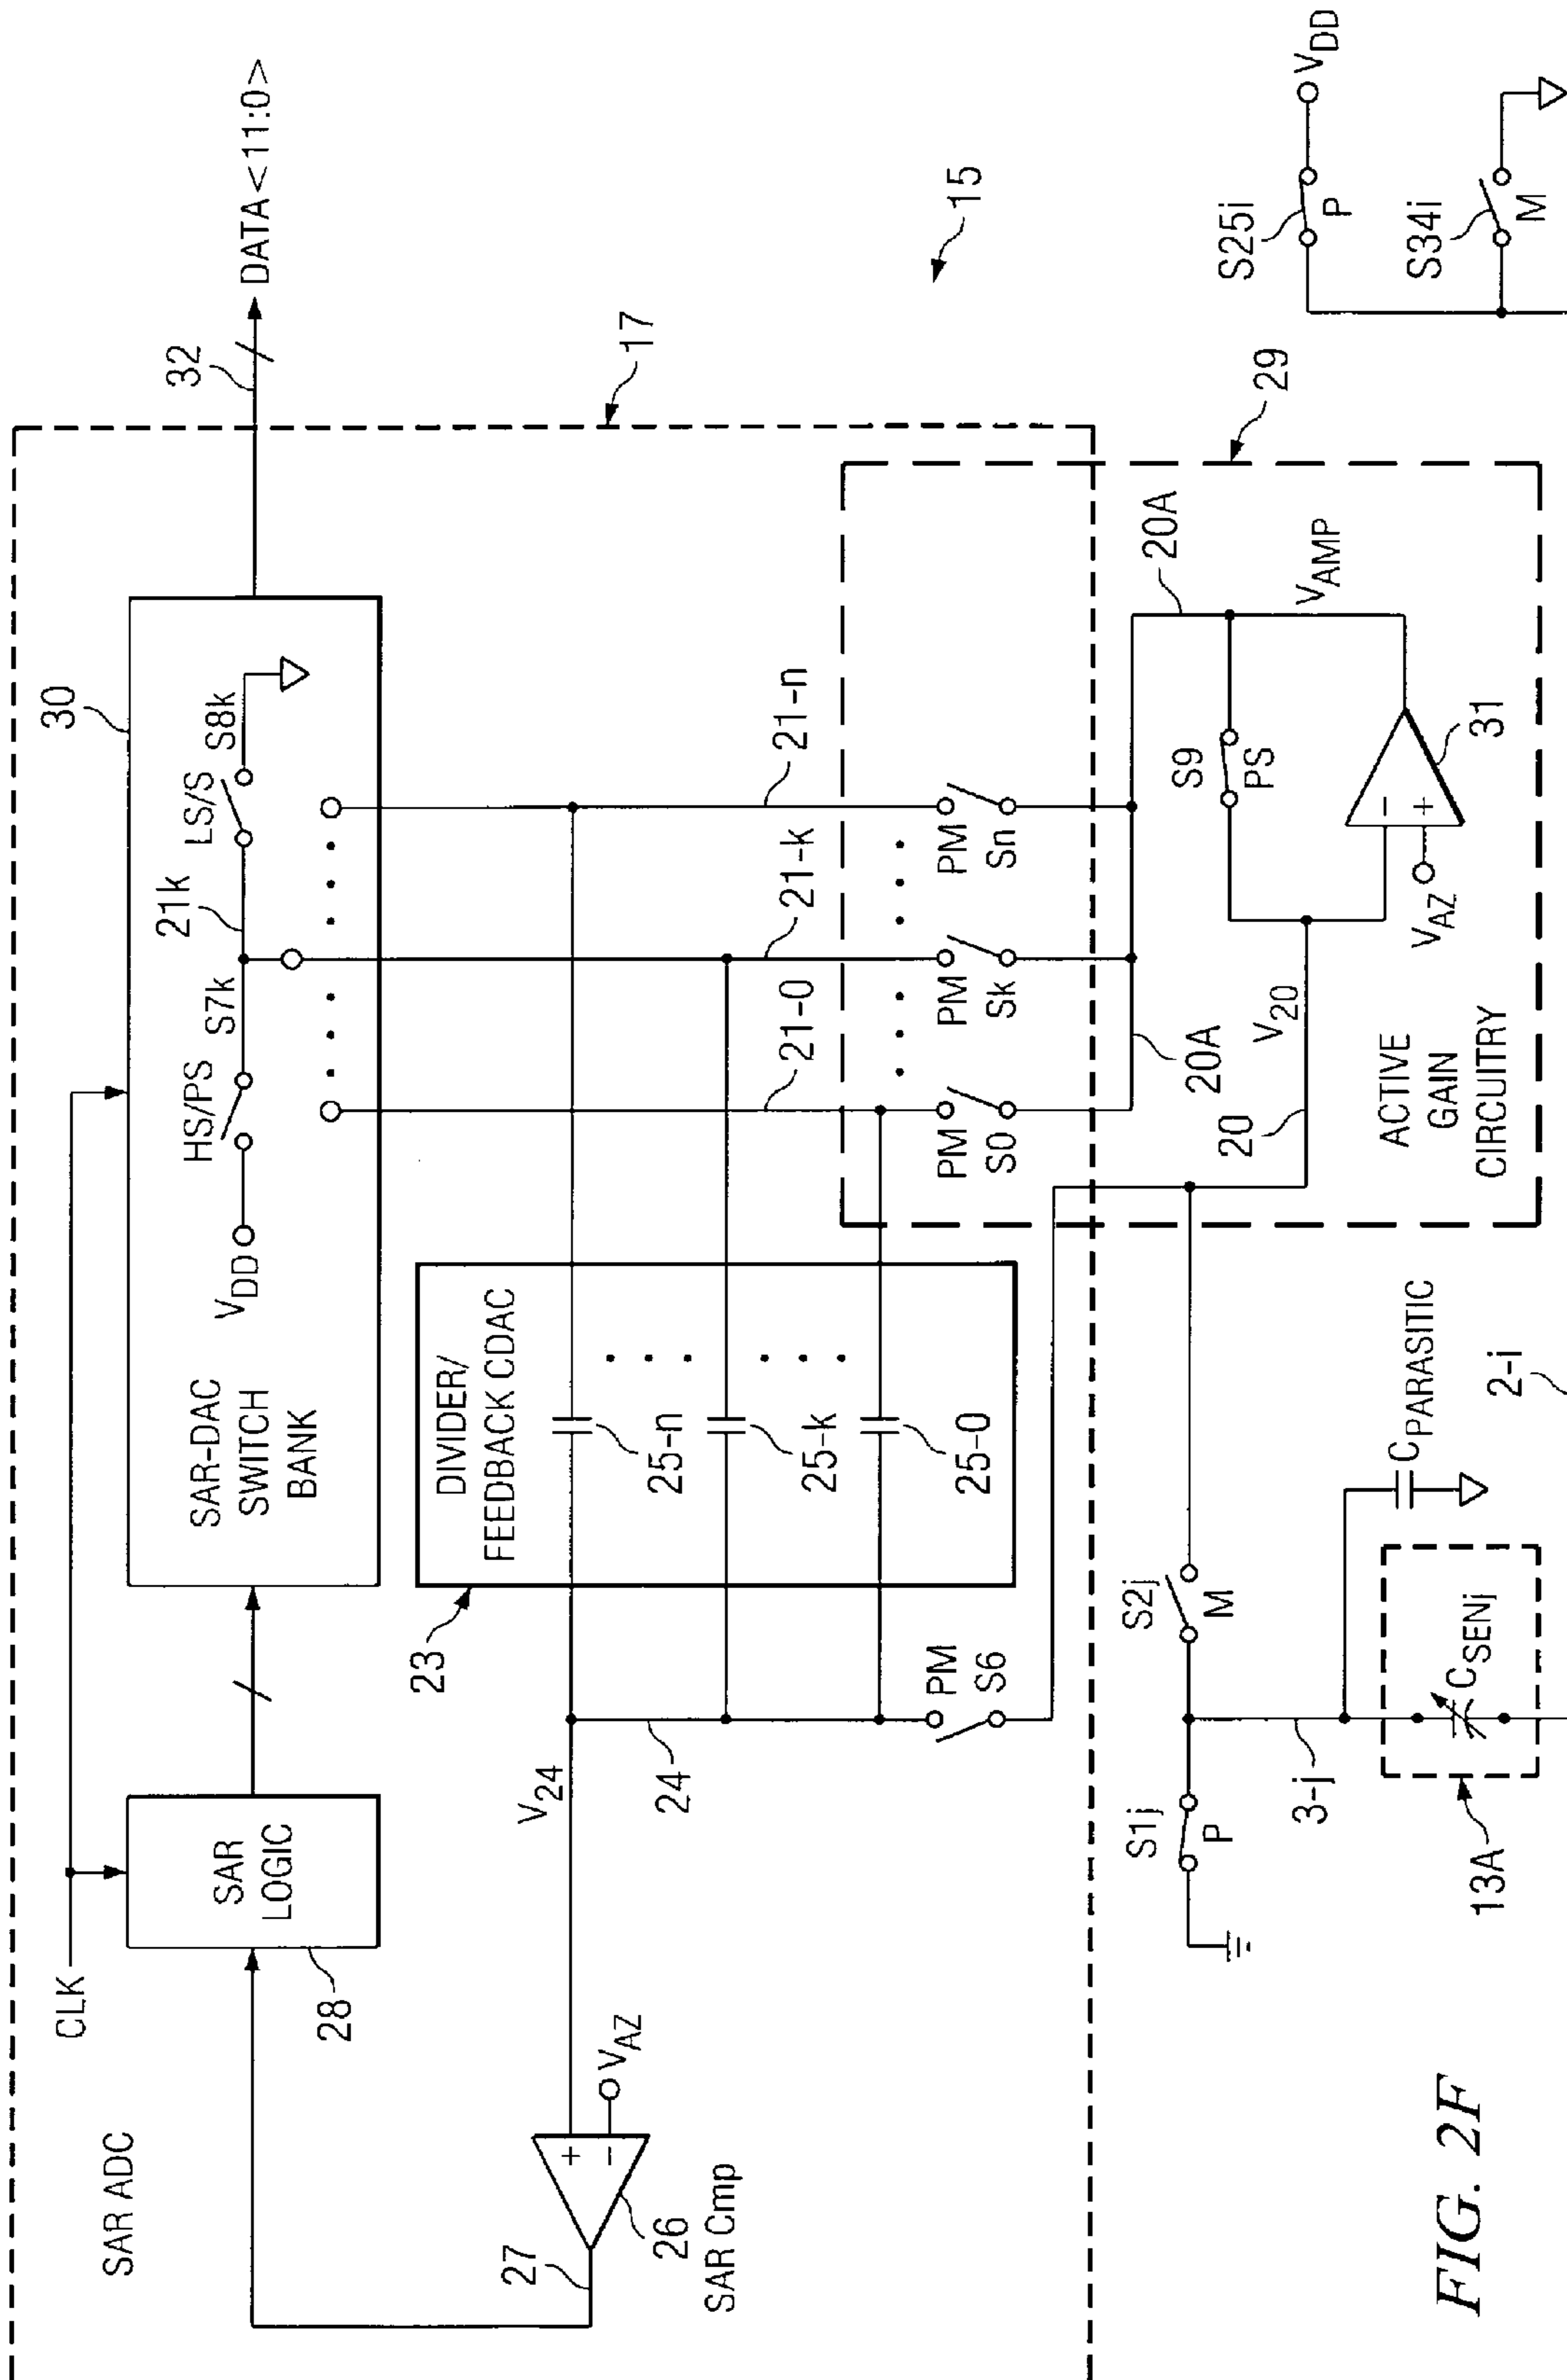 CLK
SAR ADC
SAR
LOGIC
28
30
SAR-DAC
SWITCH
BANK
VDD
HS/PS
S7k
21k
LS/S
S8k
32
DATA<11:0>
27
26
SAR Cmp
+
−
VAZ
V24
24
23
DIVIDER/
FEEDBACK CDAC
25-n
25-k
25-0
21-0
21-k
21-n
17
15
PM
S6
PM
S0
PM
Sk
PM
Sn
20A
20A
29
S9
PS
VAMP
V20
20
−
+
VAZ
31
ACTIVE
GAIN
CIRCUITRY
S1j
P
S2j
M
3-j
CPARASITIC
CSENj
13A
2-i
S25i
P
VDD
S34i
M
FIG. 2F